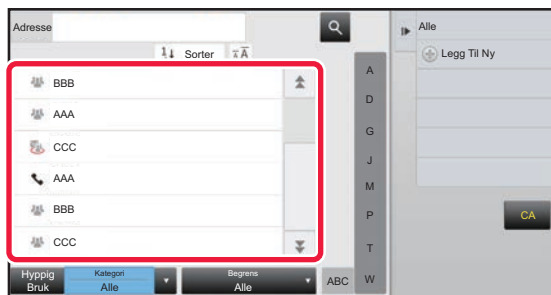 Adresse
Sorter
BBB
AAA
CCC
AAA
BBB
CCC
A
D
G
J
M
P
T
W
Hyppig
Bruk
Kategori
Alle
Begrens
Alle
ABC
Alle
Legg Til Ny
CA